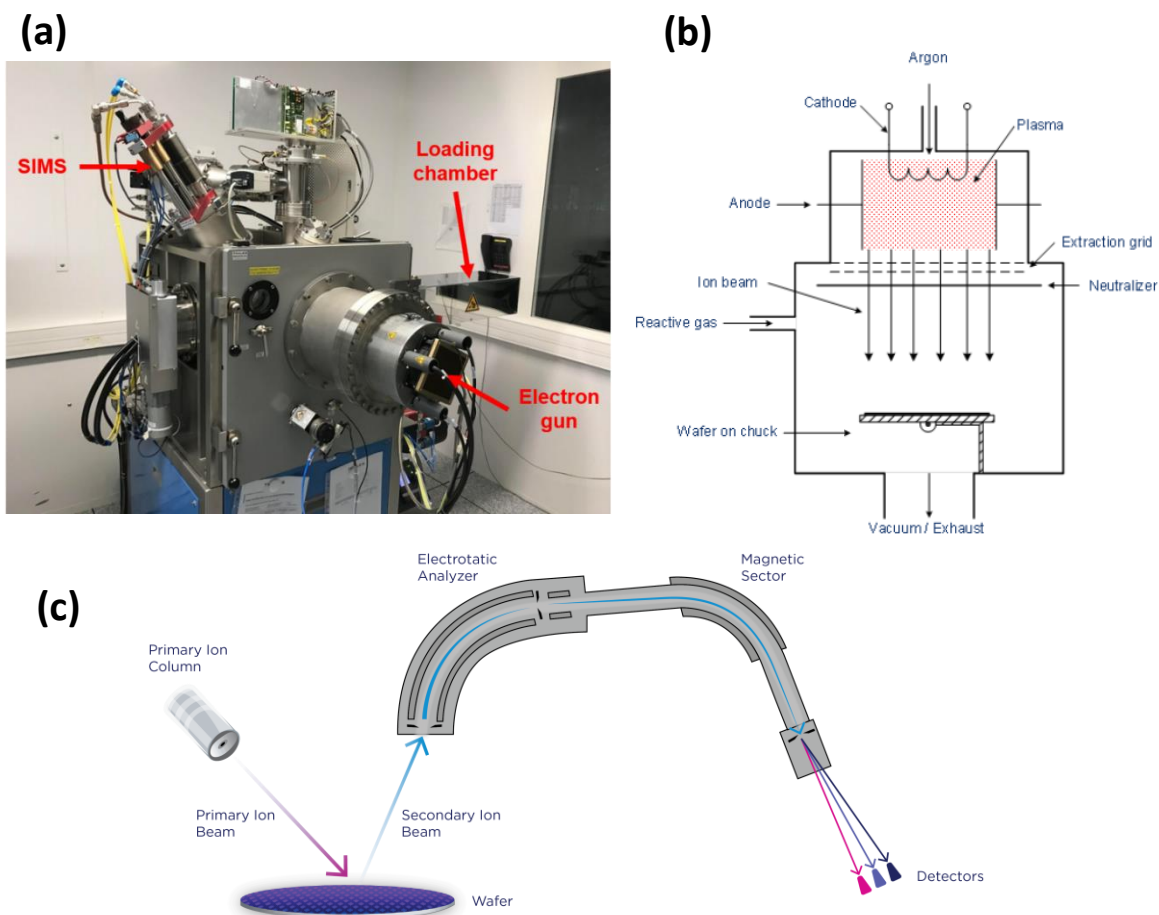 (a)
SIMS
Loading
chamber
Electron
gun
(b)
Argon
Cathode
Plasma
Anode
Extraction grid
Ion beam
Neutralizer
Reactive gas
Wafer on chuck
Vacuum / Exhaust
(c)
Electrotatic
Analyzer
Magnetic
Sector
Primary Ion
Column
Primary Ion
Beam
Secondary Ion
Beam
Wafer
Detectors